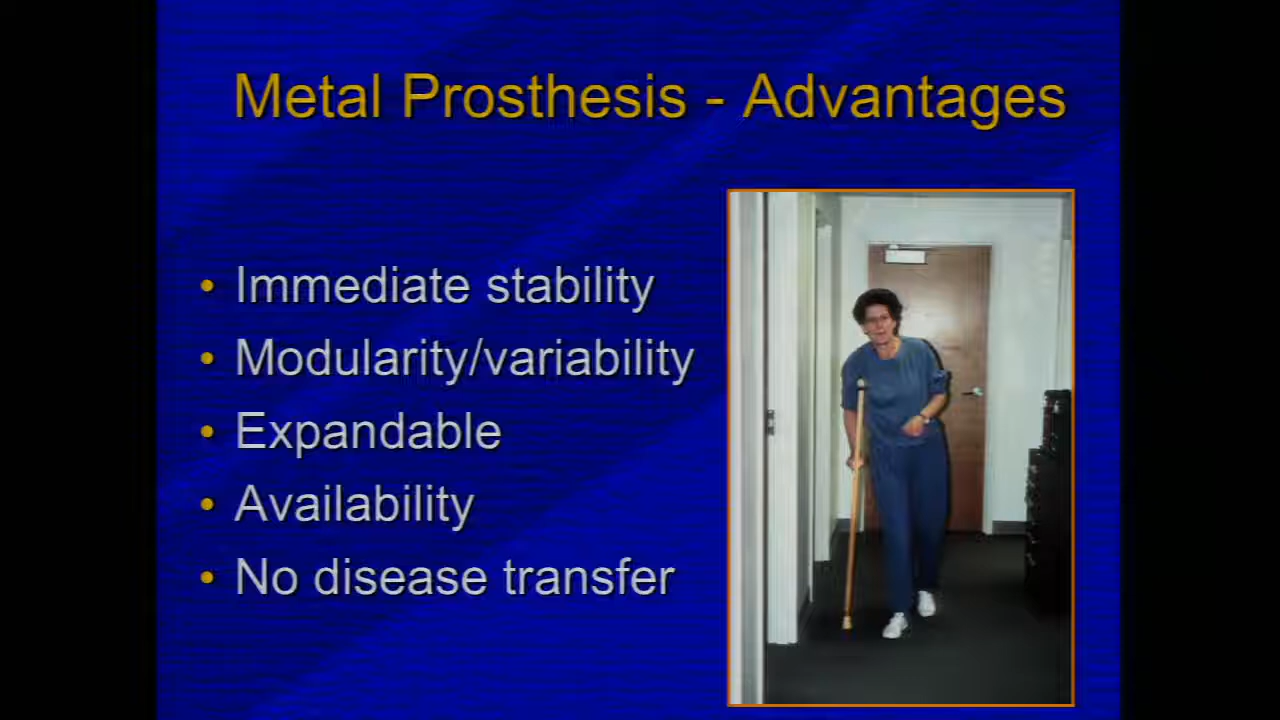 Metal Prosthesis - Advantages
• Immediate stability
• Modularity/variability
• Expandable
• Availability
• No disease transfer